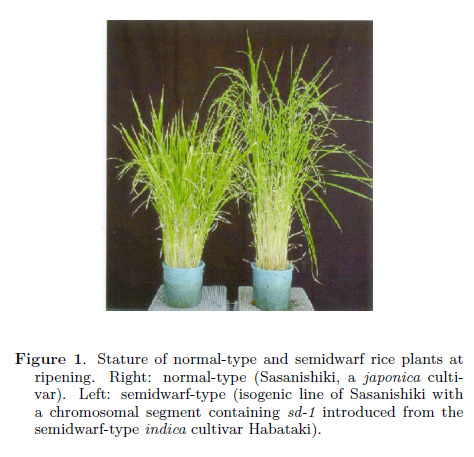 Figure 1. Stature of normal-type and semidwarf rice plants at
ripening. Right: normal-type (Sasanishiki, a japonica culti-
var). Left: semidwarf-type (isogenic line of Sasanishiki with
a chromosomal segment containing sd-1 introduced from the
semidwarf-type indica cultivar Habataki).